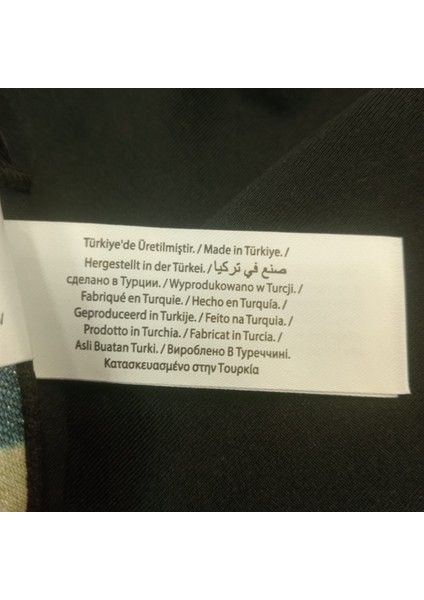 Türkiye'de Üretilmiştir. / Made in Türkiye. /
Hergestellt in der Türkei. / صنع في تركيا /
сделано в Турции. / Wyprodukowano w Turcji. /
Fabriqué en Turquie. / Hecho en Turquía. /
Geproduceerd in Turkije. / Feito na Turquia. /
Prodotto in Turchia. / Fabricat in Turcia. /
Asli Buatan Turki. / Вироблено В Туреччині.
Κατασκευασμένο στην Τουρκία